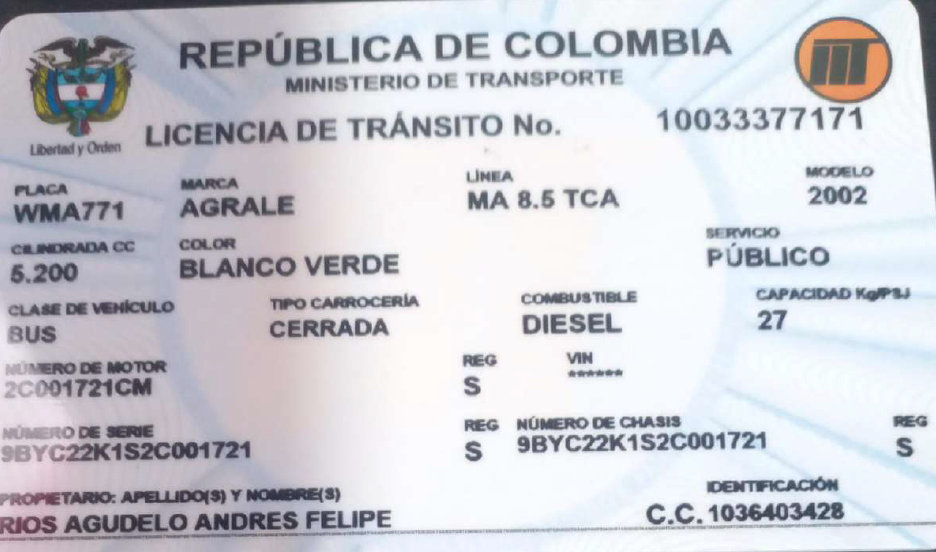 REPÚBLICA DE COLOMBIA
MINISTERIO DE TRANSPORTE
Libertad y Orden
LICENCIA DE TRÁNSITO No. 10033377171
PLACA MARCA LÍNEA MODELO
WMA771 AGRALE MA 8.5 TCA 2002
CILINDRADA CC COLOR SERVICIO
5.200 BLANCO VERDE PÚBLICO
CLASE DE VEHÍCULO TIPO CARROCERÍA COMBUSTIBLE CAPACIDAD Kg/PSJ
BUS CERRADA DIESEL 27
NÚMERO DE MOTOR REG VIN
2C001721CM S ******
NÚMERO DE SERIE REG NÚMERO DE CHASIS REG
9BYC22K1S2C001721 S 9BYC22K1S2C001721 S
PROPIETARIO: APELLIDO(S) Y NOMBRE(S) IDENTIFICACIÓN
RIOS AGUDELO ANDRES FELIPE C.C. 1036403428